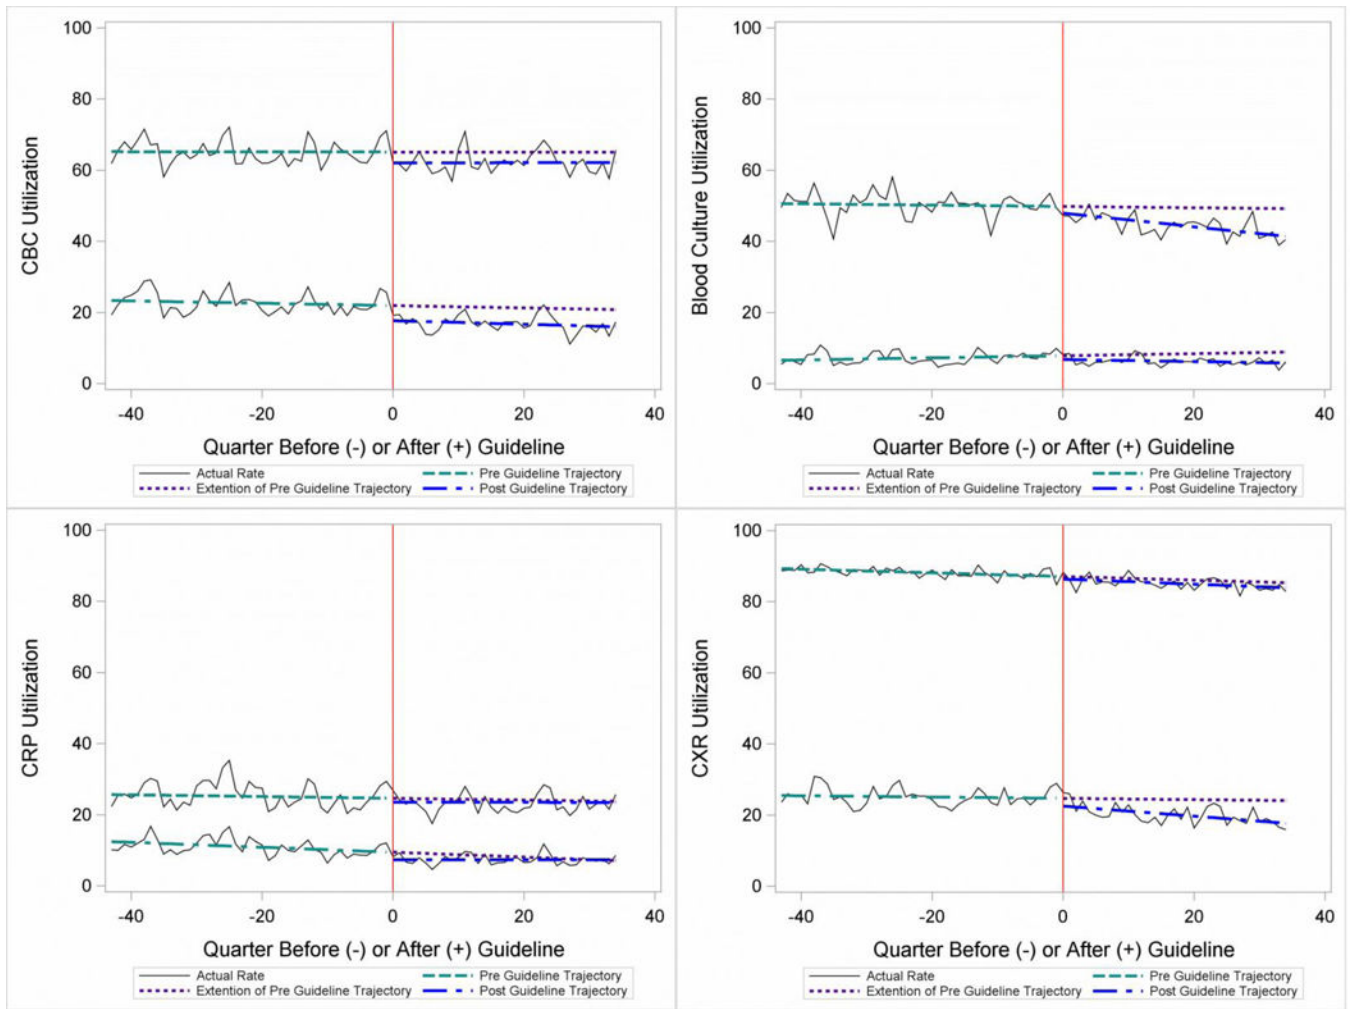 100
80
60
40
20
0
CBC Utilization
-40 -20 0 20 40
Quarter Before (-) or After (+) Guideline
Actual Rate Pre Guideline Trajectory
Extention of Pre Guideline Trajectory Post Guideline Trajectory
100
80
60
40
20
0
Blood Culture Utilization
-40 -20 0 20 40
Quarter Before (-) or After (+) Guideline
Actual Rate Pre Guideline Trajectory
Extention of Pre Guideline Trajectory Post Guideline Trajectory
100
80
60
40
20
0
CRP Utilization
-40 -20 0 20 40
Quarter Before (-) or After (+) Guideline
Actual Rate Pre Guideline Trajectory
Extention of Pre Guideline Trajectory Post Guideline Trajectory
100
80
60
40
20
0
CXR Utilization
-40 -20 0 20 40
Quarter Before (-) or After (+) Guideline
Actual Rate Pre Guideline Trajectory
Extention of Pre Guideline Trajectory Post Guideline Trajectory